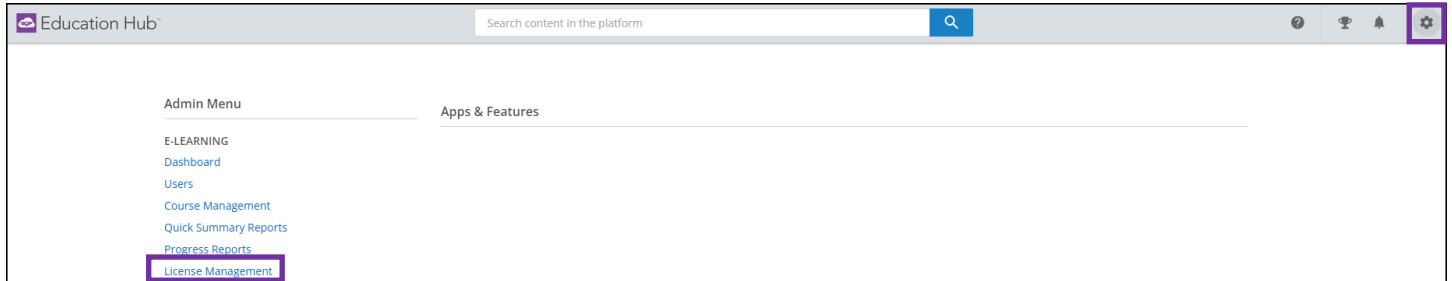 Education Hub™
Search content in the platform
Admin Menu
Apps & Features
E-LEARNING
Dashboard
Users
Course Management
Quick Summary Reports
Progress Reports
License Management